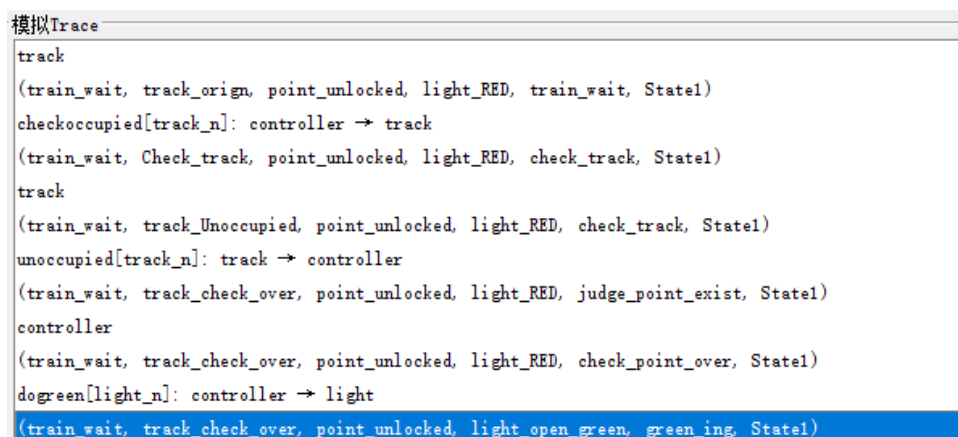 模拟Trace
track
(train_wait, track_orign, point_unlocked, light_RED, train_wait, State1)
checkoccupied[track_n]: controller → track
(train_wait, Check_track, point_unlocked, light_RED, check_track, State1)
track
(train_wait, track_Unoccupied, point_unlocked, light_RED, check_track, State1)
unoccupied[track_n]: track → controller
(train_wait, track_check_over, point_unlocked, light_RED, judge_point_exist, State1)
controller
(train_wait, track_check_over, point_unlocked, light_RED, check_point_over, State1)
dogreen[light_n]: controller → light
(train_wait, track_check_over, point_unlocked, light_open_green, green_ing, State1)